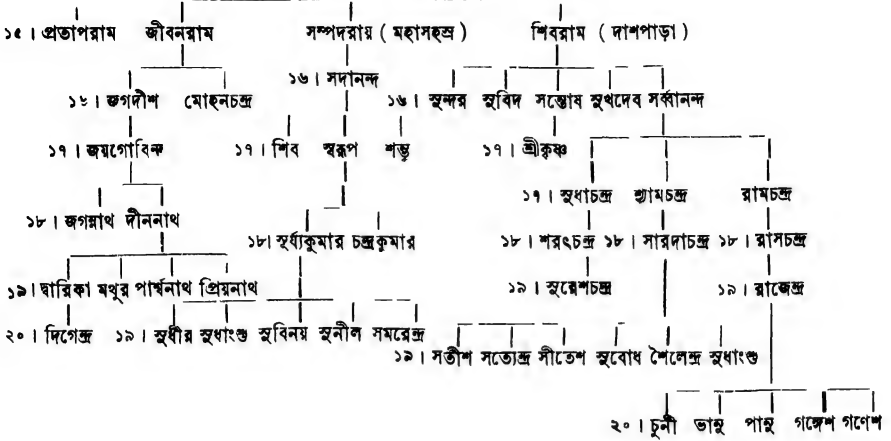 ১৫। প্রতাপরাম জীবনরাম সম্পদরায় (মহাসহস্র) শিবরাম (দাশপাড়া)
১৬। সদানন্দ
১৬। জগদীশ মোহনচন্দ্র ১৬। সুন্দর সুবিদ সন্তোষ সুখদেব সর্ব্বানন্দ
১৭। জয়গোবিন্দ ১৭। শিব স্বরূপ শম্ভু ১৭। শ্রীকৃষ্ণ
১৭। সুধাচন্দ্র শ্যামচন্দ্র রামচন্দ্র
১৮। জগন্নাথ দীননাথ
১৮। সূর্য্যকুমার চন্দ্রকুমার ১৮। শরৎচন্দ্র ১৮। সারদাচন্দ্র ১৮। রাসচন্দ্র
১৯। দ্বারিকা মথুর পার্শ্বনাথ প্রিয়নাথ ১৯। সুরেশচন্দ্র ১৯। রাজেন্দ্র
২০। দিগেন্দ্র ১৯। সুধীর সুধাংশু সুবিনয় সুনীল সমরেন্দ্র
১৯। সতীশ সত্যেন্দ্র সীতেশ সুবোধ শৈলেন্দ্র সুধাংশু
২০। চুনী ভানু পানু গঙ্গেশ গণেশ